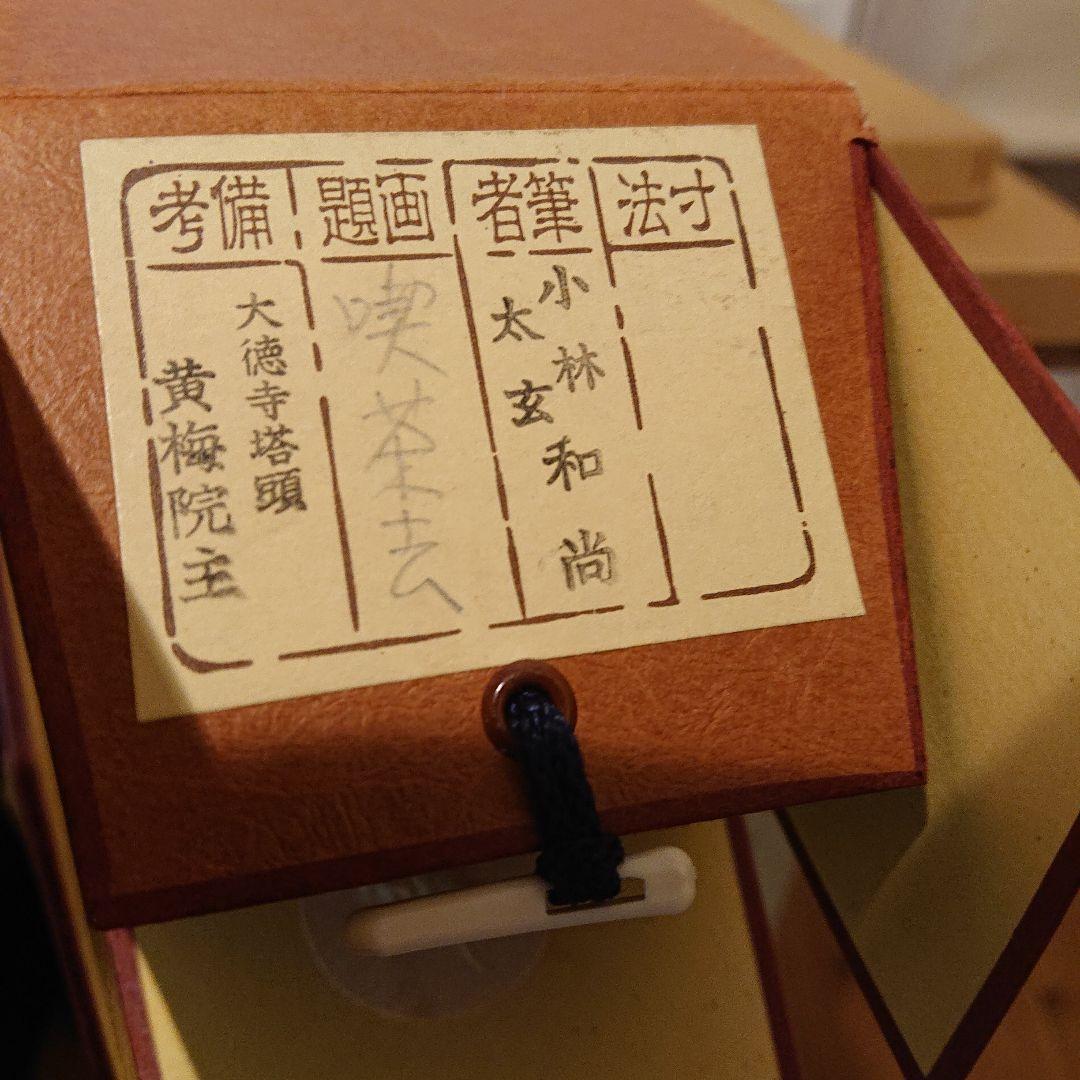 寸法
筆者
小林太玄和尚
画題
喫茶去
備考
大徳寺塔頭
黄梅院主